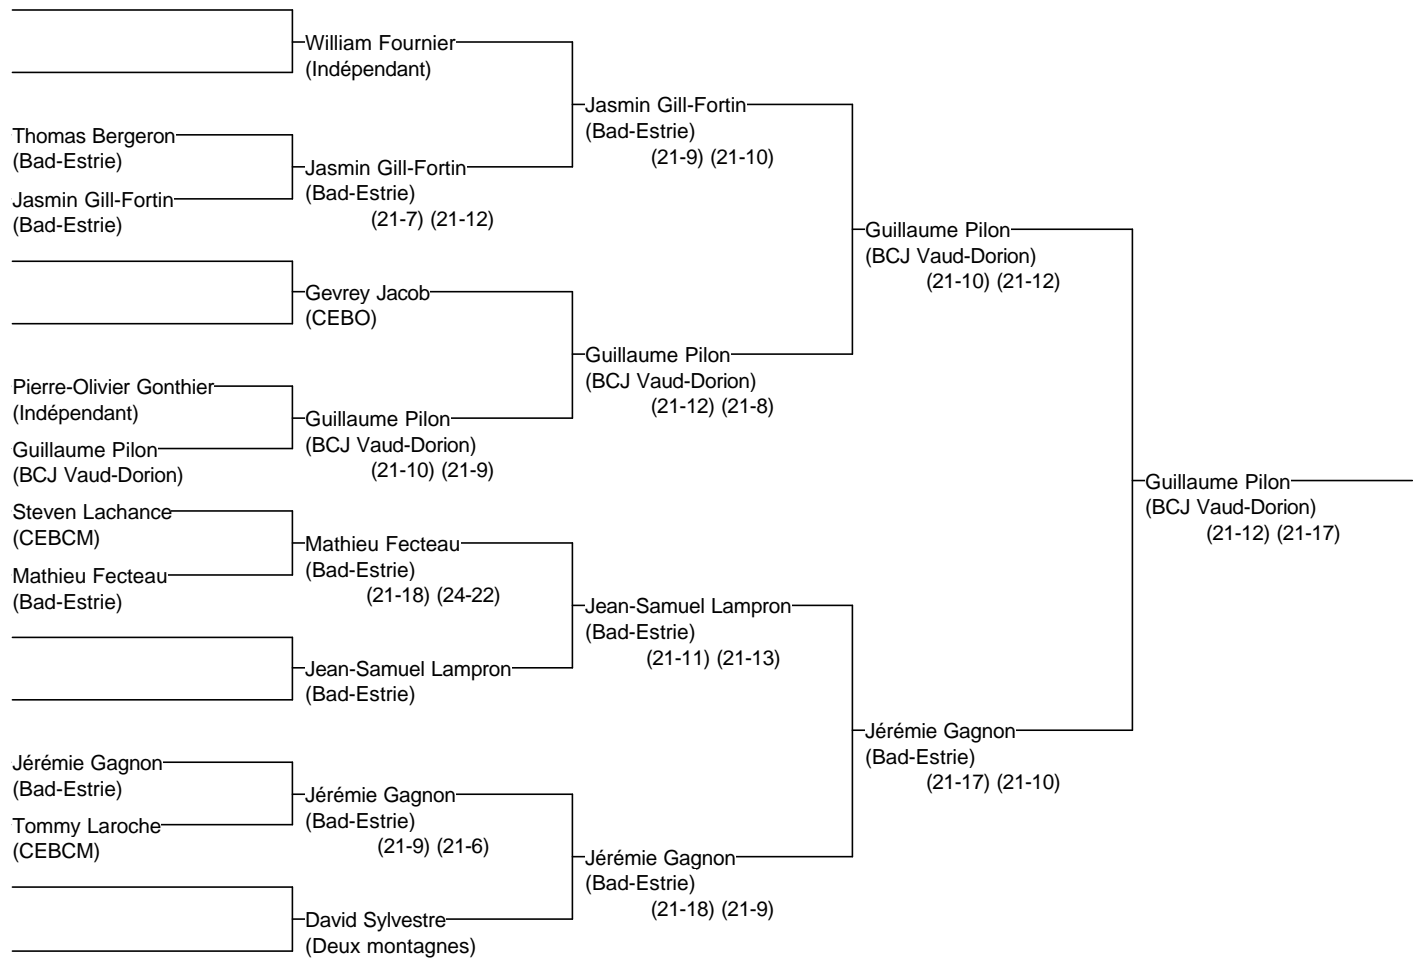 William Fournier
(Indépendant)
Thomas Bergeron
(Bad-Estrie)
Jasmin Gill-Fortin
(Bad-Estrie)
Jasmin Gill-Fortin
(Bad-Estrie)
(21-7) (21-12)
Jasmin Gill-Fortin
(Bad-Estrie)
(21-9) (21-10)
Gevrey Jacob
(CEBO)
Pierre-Olivier Gonthier
(Indépendant)
Guillaume Pilon
(BCJ Vaud-Dorion)
Guillaume Pilon
(BCJ Vaud-Dorion)
(21-10) (21-9)
Guillaume Pilon
(BCJ Vaud-Dorion)
(21-12) (21-8)
Guillaume Pilon
(BCJ Vaud-Dorion)
(21-10) (21-12)
Steven Lachance
(CEBCM)
Mathieu Fecteau
(Bad-Estrie)
Mathieu Fecteau
(Bad-Estrie)
(21-18) (24-22)
Jean-Samuel Lampron
(Bad-Estrie)
Jean-Samuel Lampron
(Bad-Estrie)
(21-11) (21-13)
Jérémie Gagnon
(Bad-Estrie)
Tommy Laroche
(CEBCM)
Jérémie Gagnon
(Bad-Estrie)
(21-9) (21-6)
David Sylvestre
(Deux montagnes)
Jérémie Gagnon
(Bad-Estrie)
(21-18) (21-9)
Jérémie Gagnon
(Bad-Estrie)
(21-17) (21-10)
Guillaume Pilon
(BCJ Vaud-Dorion)
(21-12) (21-17)